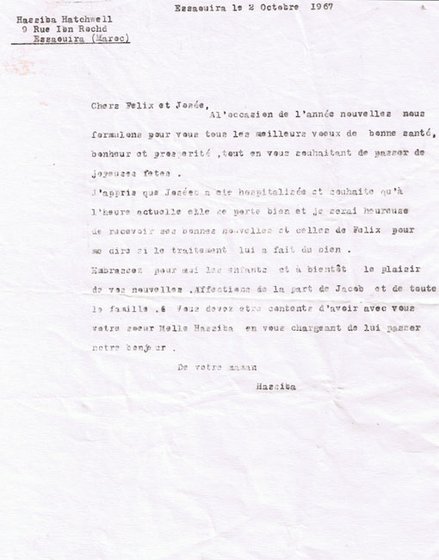 Essaouira le 2 Octobre 1967
Hassiba Hatchwell
9 Rue Ibn Rochd
Essaouira (Maroc)
Chers Felix et Josée,
A l'occasion de l'année nouvelles nous
formulons pour vous tous les meilleurs voeux de bonne santé,
bonheur et prosperité ,tout en vous souhaitant de passer de
joyeuses fetes .
J'appris que Joséés a ete hospitalisée et souhaite qu'à
l'heure actuelle elle se porte bien et je serai heureuse
de recevoir ses bonnes nouvelles et celles de Felix pour
me dire si le traitement lui a fait du bien .
Embrassez pour moi les enfants et à bientôt le plaisir
de vos nouvelles .Affections de la part de Jacob et de toute
la famille .é Vous devez etre contents d'avoir avec vous
votre soeur Melle Hassiba en vous chargeant de lui passer
notre bonjour .
De votre maman
Hassiba